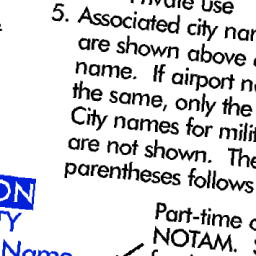 Private use
5. Associated city nam
are shown above
name. If airport n
the same, only the
City names for mili
are not shown. The
parentheses follows
ON
TY
Name
Part-time
NOTAM.